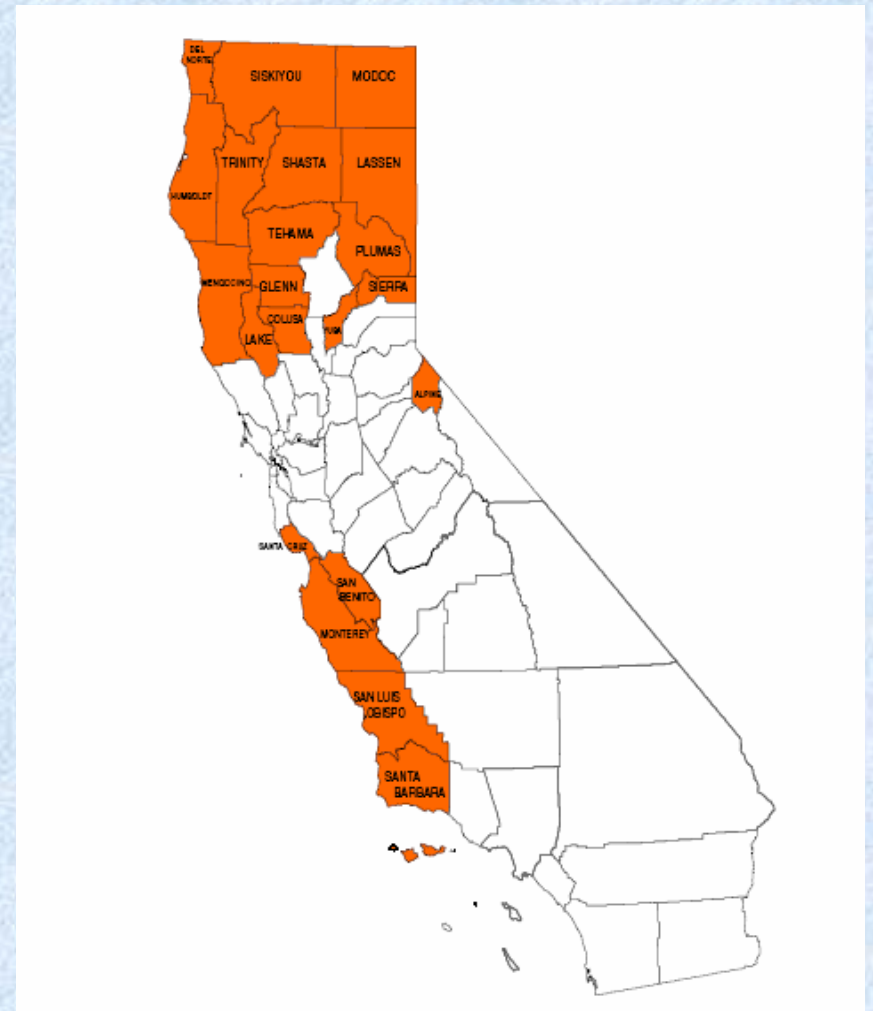 DEL
NORTE
SISKIYOU
MODOC
TRINITY
SHASTA
LASSEN
HUMBOLDT
TEHAMA
PLUMAS
MENDOCINO
GLENN
SIERRA
COLUSA
YUBA
LAKE
ALPINE
SANTA CRUZ
SAN
BENITO
MONTEREY
SAN LUIS
OBISPO
SANTA
BARBARA